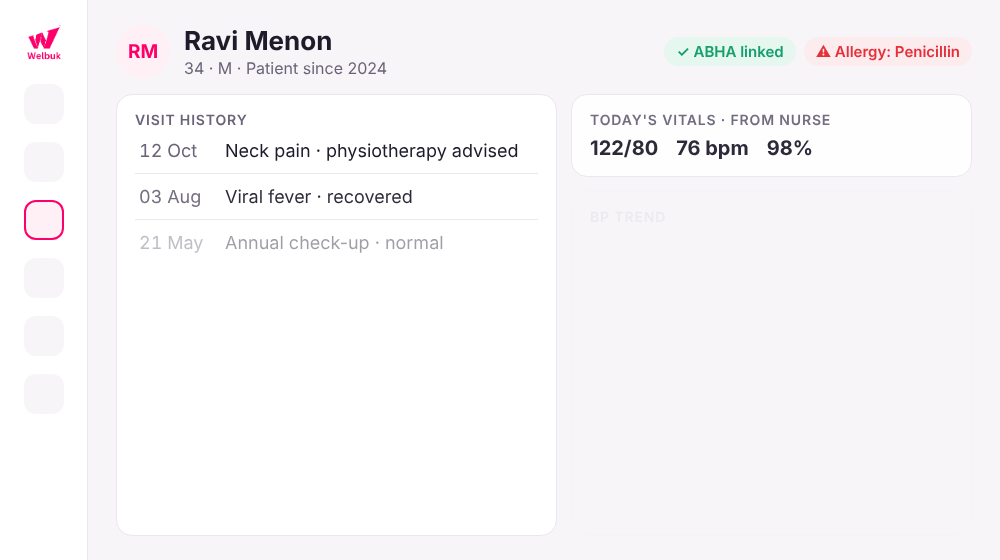 Welbuk
RM
Ravi Menon
34 · M · Patient since 2024
✓ ABHA linked
⚠ Allergy: Penicillin
VISIT HISTORY
12 Oct Neck pain · physiotherapy advised
03 Aug Viral fever · recovered
21 May Annual check-up · normal
TODAY'S VITALS · FROM NURSE
122/80 76 bpm 98%
BP TREND